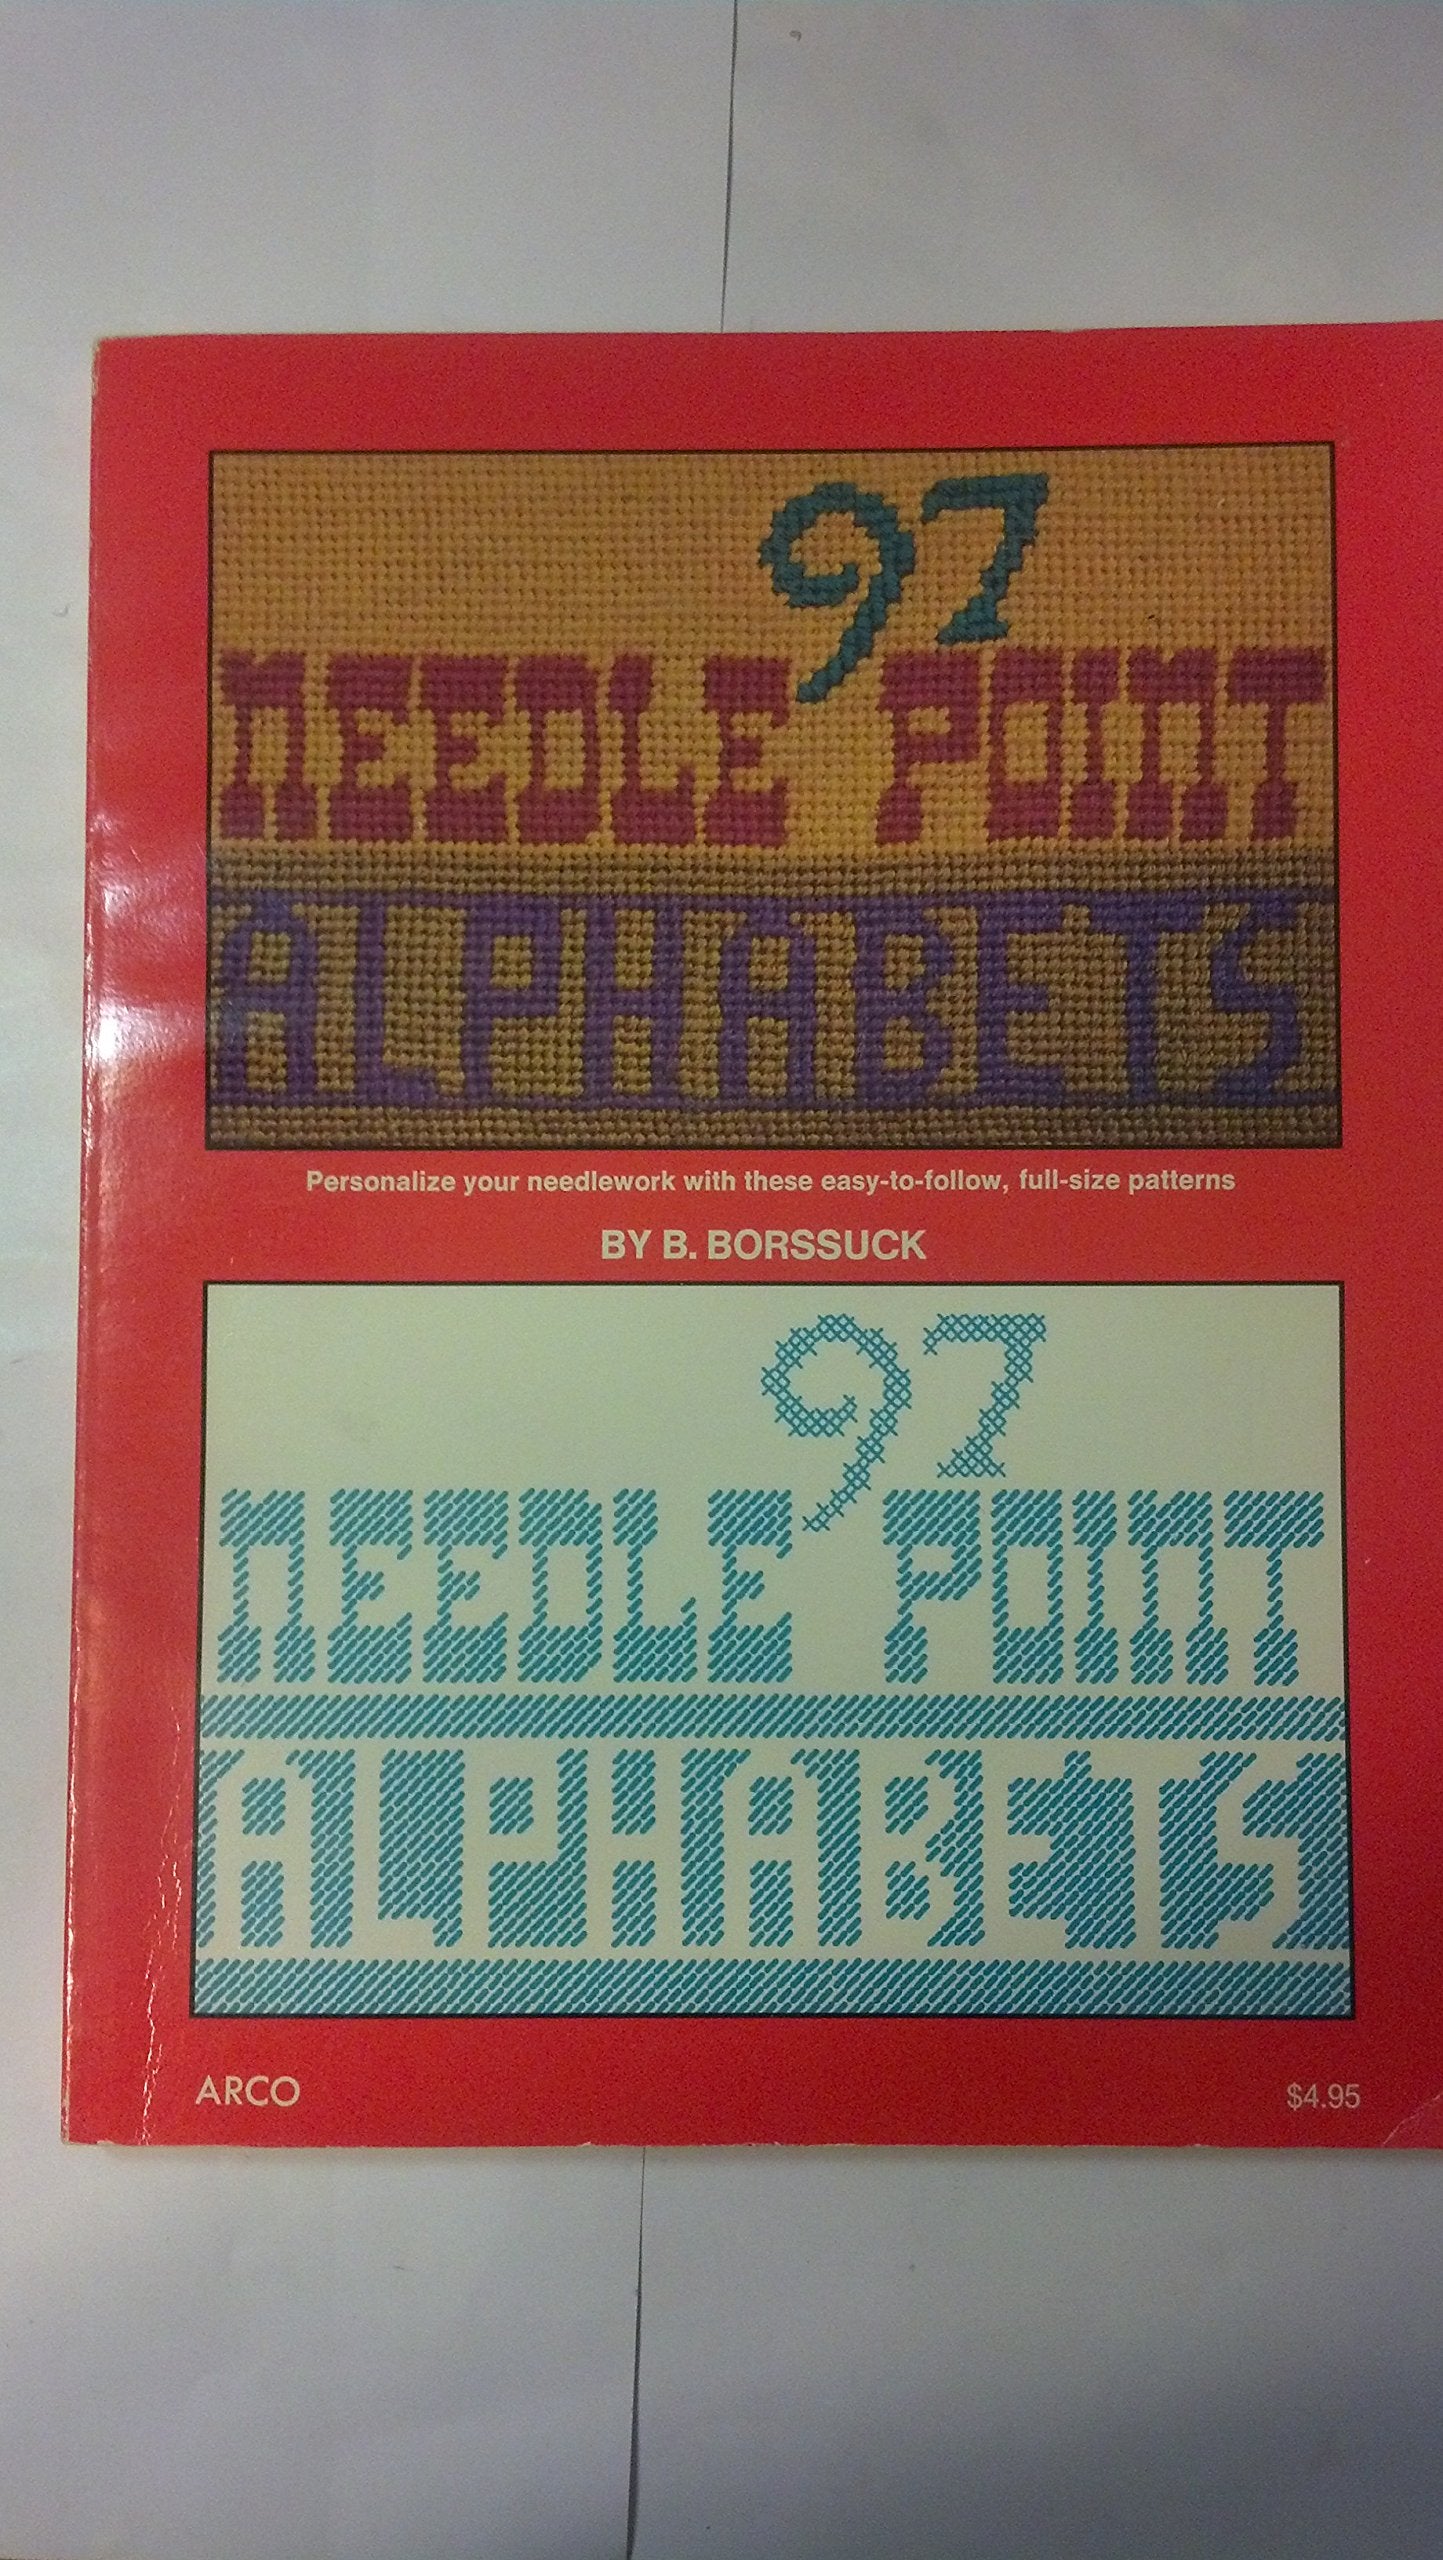 97
NEEDLE POINT
ALPHABETS
Personalize your needlework with these easy-to-follow, full-size patterns
BY B. BORSSUCK
97
NEEDLE POINT
ALPHABETS
ARCO
$4.95